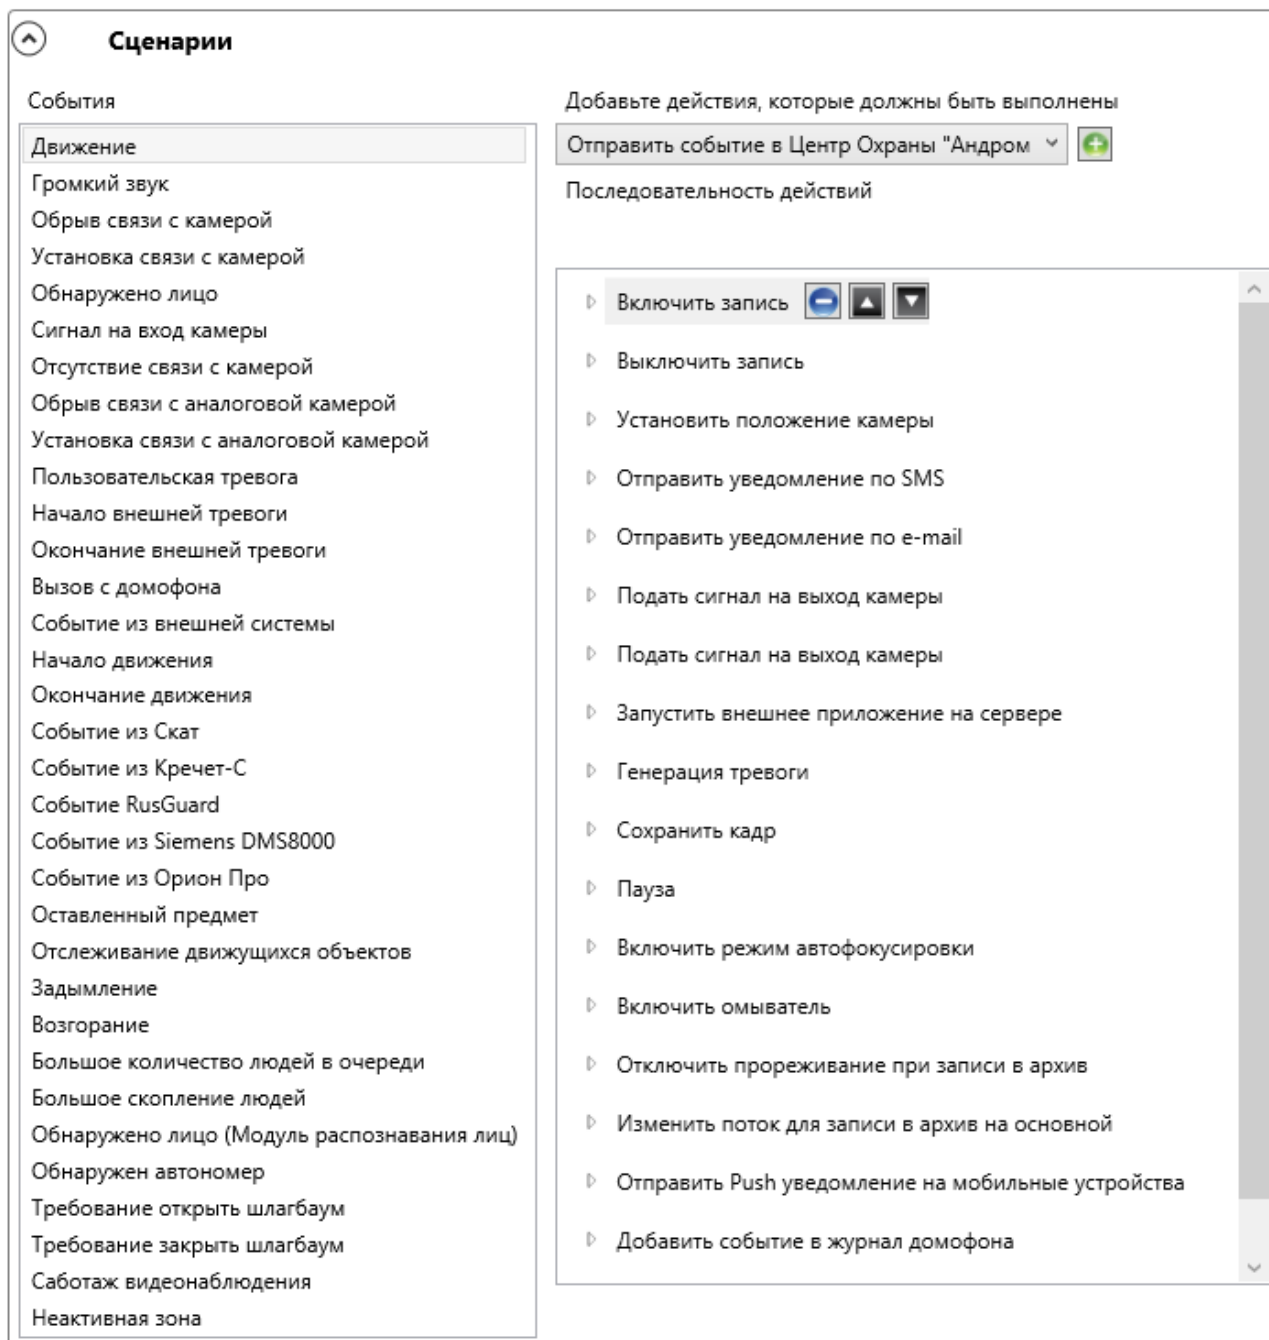 Сценарии
События
Движение
Громкий звук
Обрыв связи с камерой
Установка связи с камерой
Обнаружено лицо
Сигнал на вход камеры
Отсутствие связи с камерой
Обрыв связи с аналоговой камерой
Установка связи с аналоговой камерой
Пользовательская тревога
Начало внешней тревоги
Окончание внешней тревоги
Вызов с домофона
Событие из внешней системы
Начало движения
Окончание движения
Событие из Скат
Событие из Кречет-С
Событие RusGuard
Событие из Siemens DMS8000
Событие из Орион Про
Оставленный предмет
Отслеживание движущихся объектов
Задымление
Возгорание
Большое количество людей в очереди
Большое скопление людей
Обнаружено лицо (Модуль распознавания лиц)
Обнаружен автономер
Требование открыть шлагбаум
Требование закрыть шлагбаум
Саботаж видеонаблюдения
Неактивная зона
Добавьте действия, которые должны быть выполнены
Отправить событие в Центр Охраны "Андром
Последовательность действий
Включить запись
Выключить запись
Установить положение камеры
Отправить уведомление по SMS
Отправить уведомление по e-mail
Подать сигнал на выход камеры
Подать сигнал на выход камеры
Запустить внешнее приложение на сервере
Генерация тревоги
Сохранить кадр
Пауза
Включить режим автофокусировки
Включить омыватель
Отключить прореживание при записи в архив
Изменить поток для записи в архив на основной
Отправить Push уведомление на мобильные устройства
Добавить событие в журнал домофона